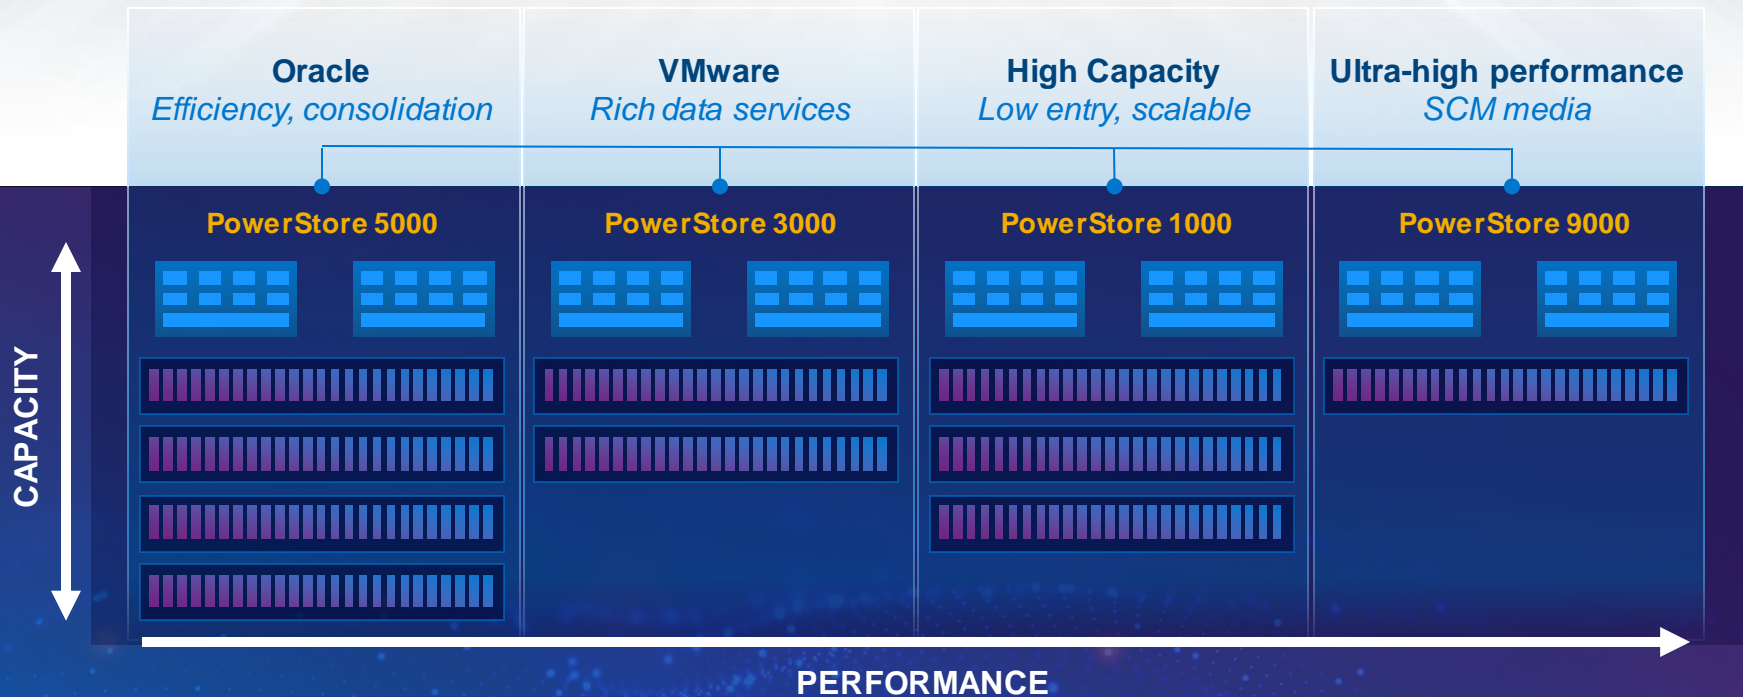 Oracle
Efficiency, consolidation
VMware
Rich data services
High Capacity
Low entry, scalable
Ultra-high performance
SCM media
PowerStore 5000
PowerStore 3000
PowerStore 1000
PowerStore 9000
CAPACITY
PERFORMANCE